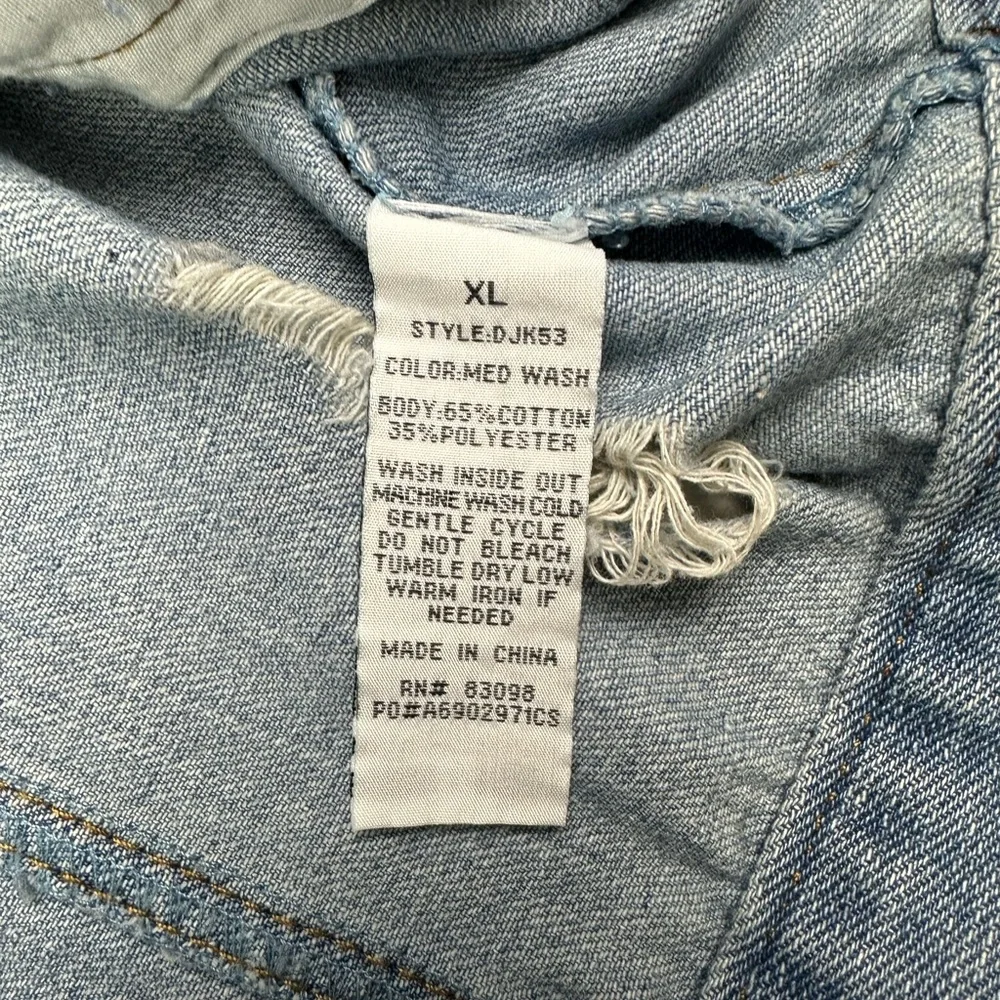 XL
STYLE:DJK53
COLOR:MED WASH
BODY:65%COTTON
35%POLYESTER
WASH INSIDE OUT
MACHINE WASH COLD
GENTLE CYCLE
DO NOT BLEACH
TUMBLE DRY LOW
WARM IRON IF
NEEDED
MADE IN CHINA
RN# 83098
PO#A6902971CS